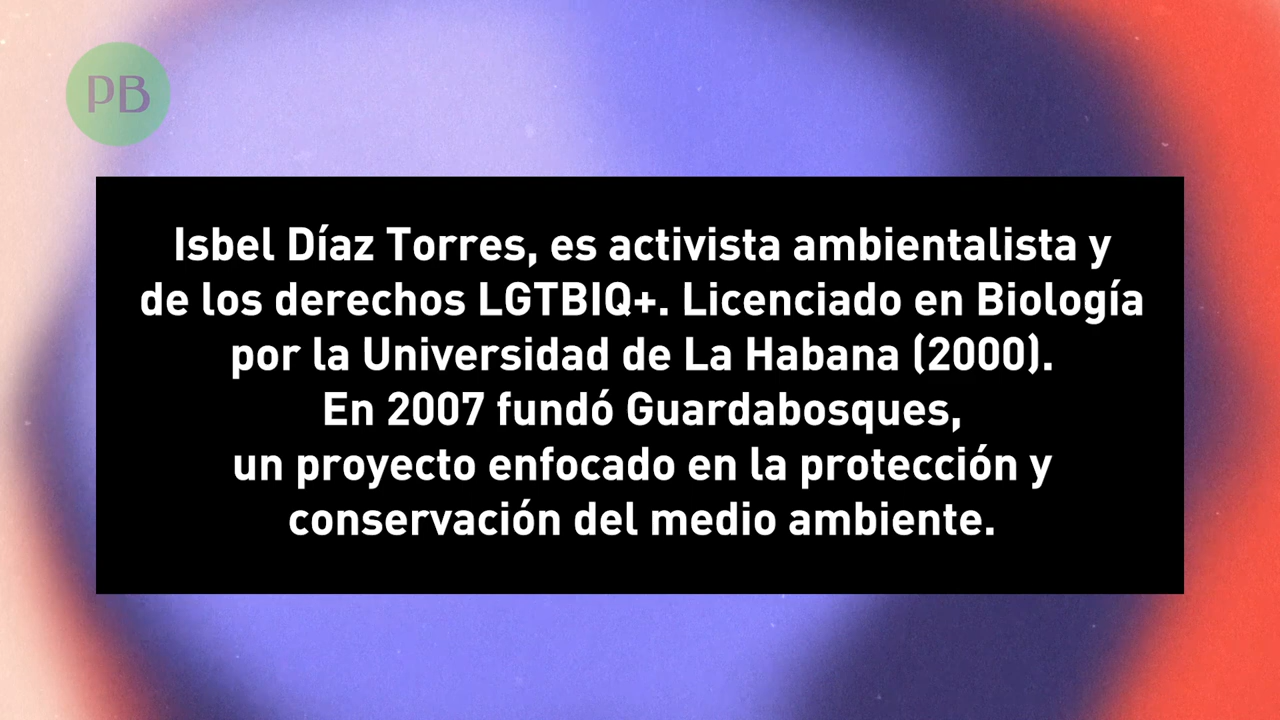 PB
Isbel Díaz Torres, es activista ambientalista y
de los derechos LGTBIQ+. Licenciado en Biología
por la Universidad de La Habana (2000).
En 2007 fundó Guardabosques,
un proyecto enfocado en la protección y
conservación del medio ambiente.